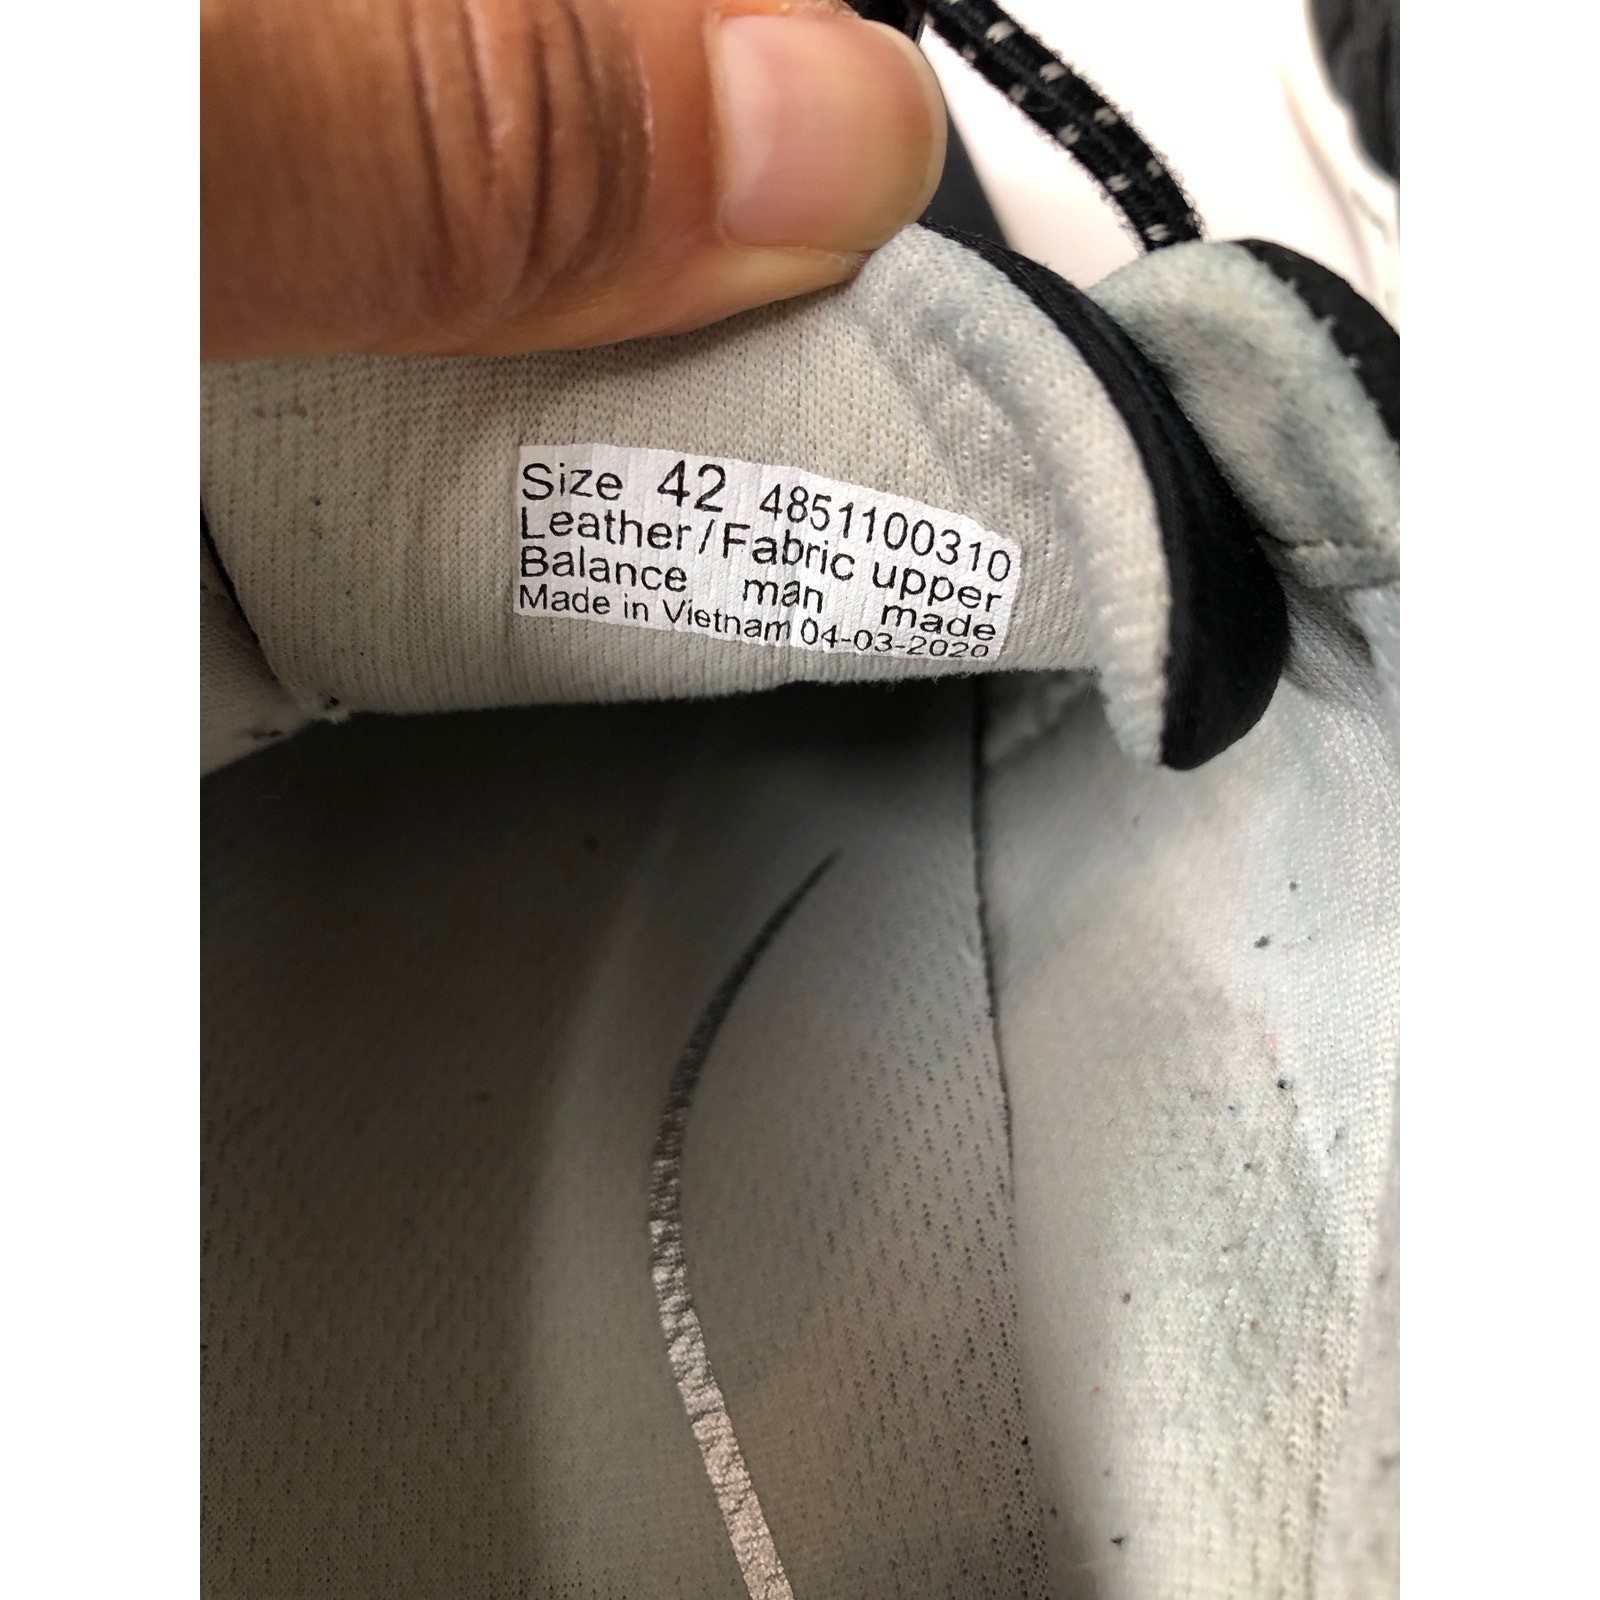 Size 42 4851100310
Leather/Fabric upper
Balance man made
Made in Vietnam 04-03-2020